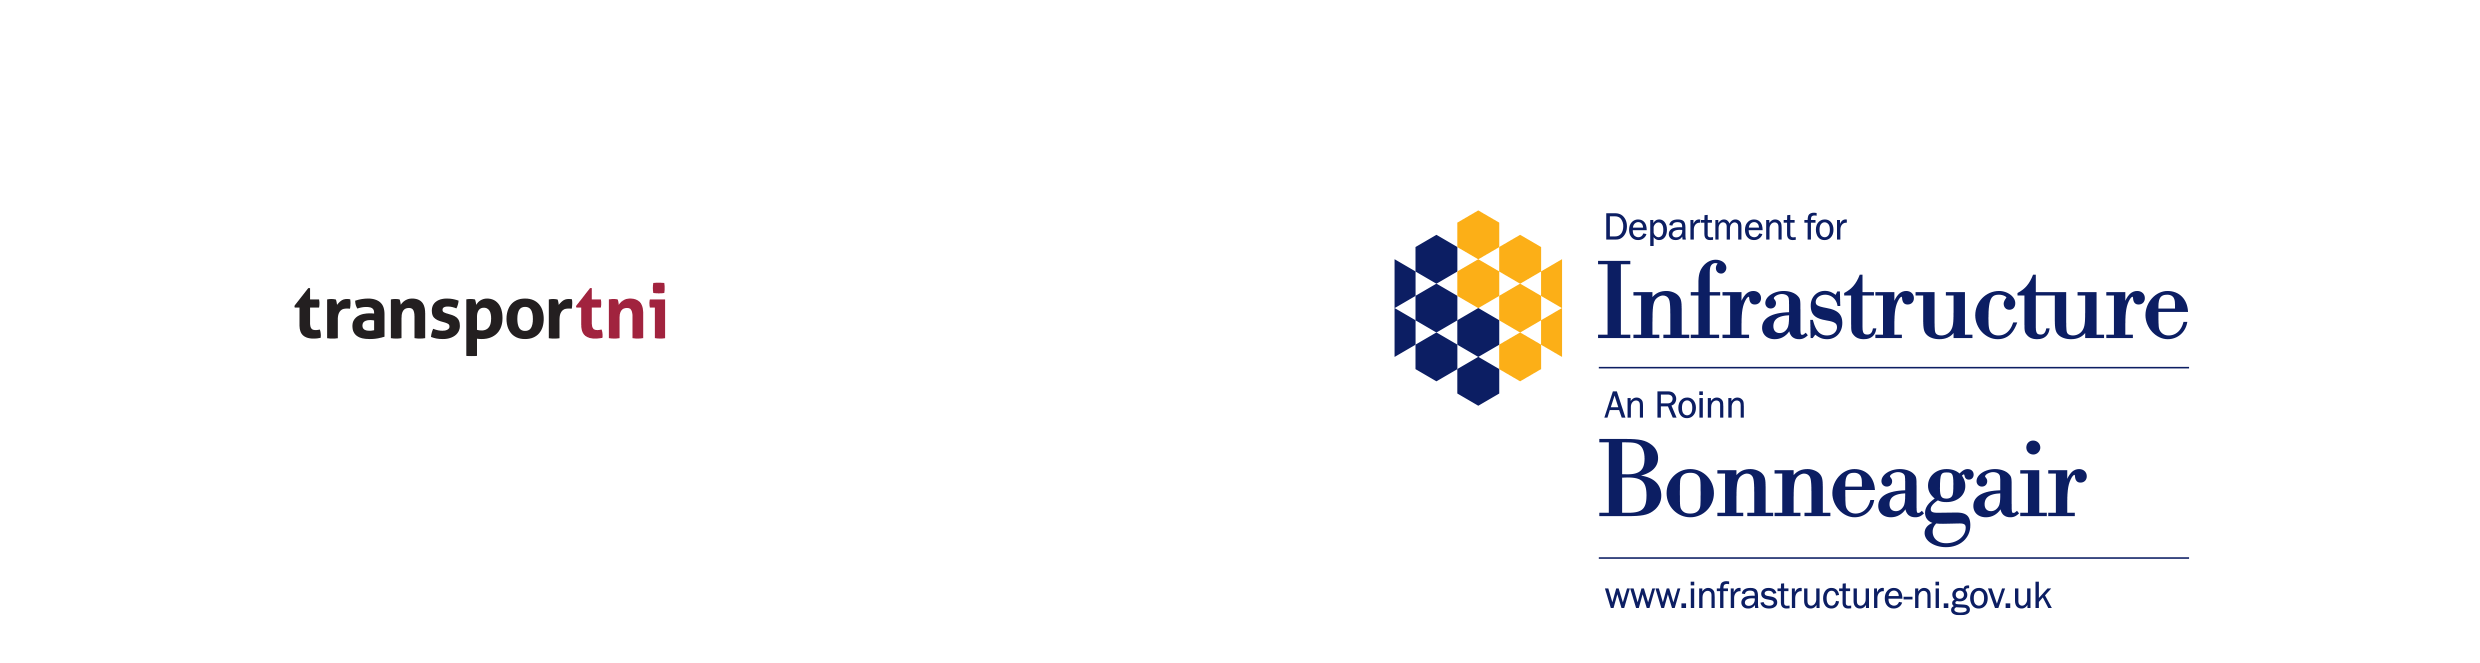 transportni
Department for
Infrastructure
An Roinn
Bonneagair
www.infrastructure-ni.gov.uk